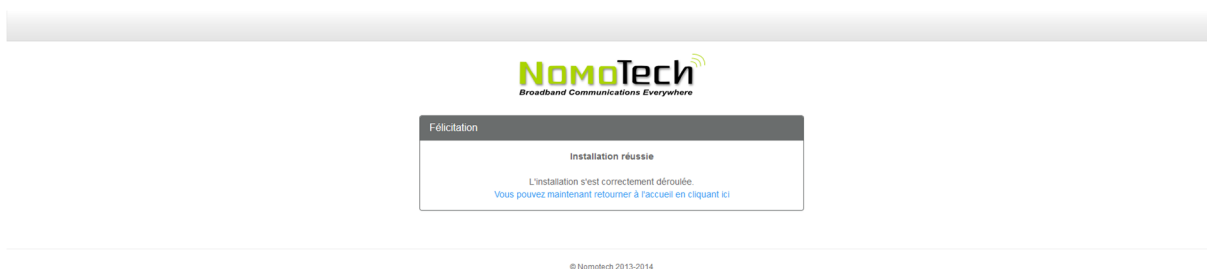 NomoTech
Broadband Communications Everywhere
Félicitation
Installation réussie
L'installation s'est correctement déroulée.
Vous pouvez maintenant retourner à l'accueil en cliquant ici
© Nomotech 2013-2014